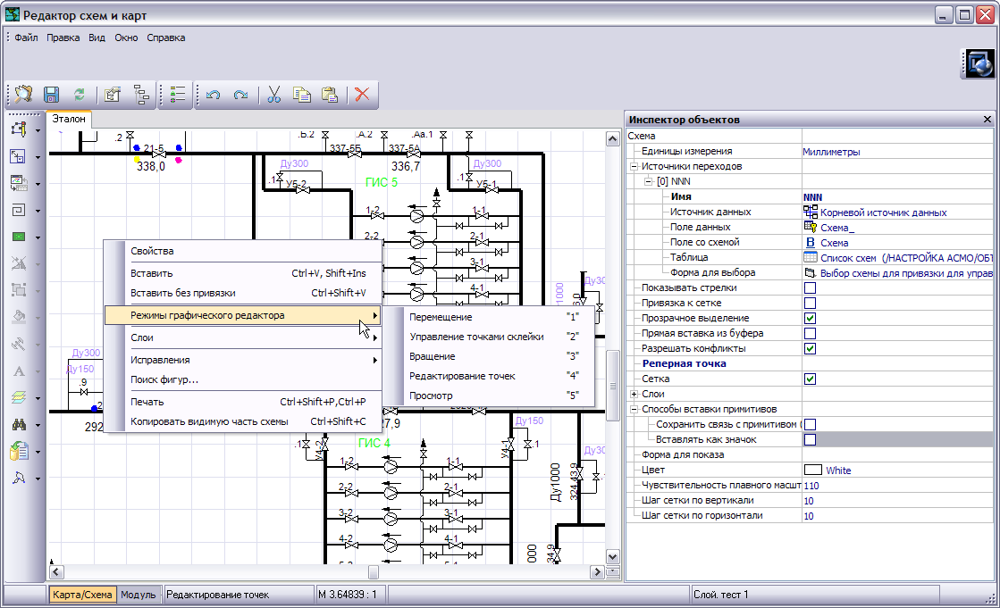 Редактор схем и карт
Файл Правка Вид Окно Справка
Эталон
.2
21-5
338,0
Б.2
.А.2
.Аа.1
337-5Б
337-5А
336,7
Ду300
Ду300
.1
У5-2
ГИС 5
.1
У5-1
1-2
1-1
2-2
2-1
3-1
4-1
Ду300
Ду150
.9
292
Свойства
Вставить Ctrl+V, Shift+Ins
Вставить без привязки Ctrl+Shift+V
Режимы графического редактора
Слои
Исправления
Поиск фигур...
Печать Ctrl+Shift+P,Ctrl+P
Копировать видимую часть схемы Ctrl+Shift+C
Перемещение "1"
Управление точками склейки "2"
Вращение "3"
Редактирование точек "4"
Просмотр "5"
27,9
Ду150
.1
У4-2
ГИС 4
У4-1
.1
1-2
1-1
2-2
2-1
3-2
3-1
4-2
4-1
Ду1000
324-43,9
34,9
Инспектор объектов
Схема
Единицы измерения Миллиметры
Источники переходов
[0] NNN
Имя NNN
Источник данных Корневой источник данных
Поле данных Схема_
Поле со схемой В Схема
Таблица Список схем (/НАСТРОЙКА АСМО/ОБТ
Форма для выбора Выбор схемы для привязки для управ
Показывать стрелки
Привязка к сетке
Прозрачное выделение
Прямая вставка из буфера
Разрешать конфликты
Реперная точка
Сетка
Слои
Способы вставки примитивов
Сохранить связь с примитивом (
Вставлять как значок
Форма для показа
Цвет White
Чувствительность плавного масшт 110
Шаг сетки по вертикали 10
Шаг сетки по горизонтали 10
Карта/Схема Модуль Редактирование точек М 3.64839 : 1 Слой. тест 1